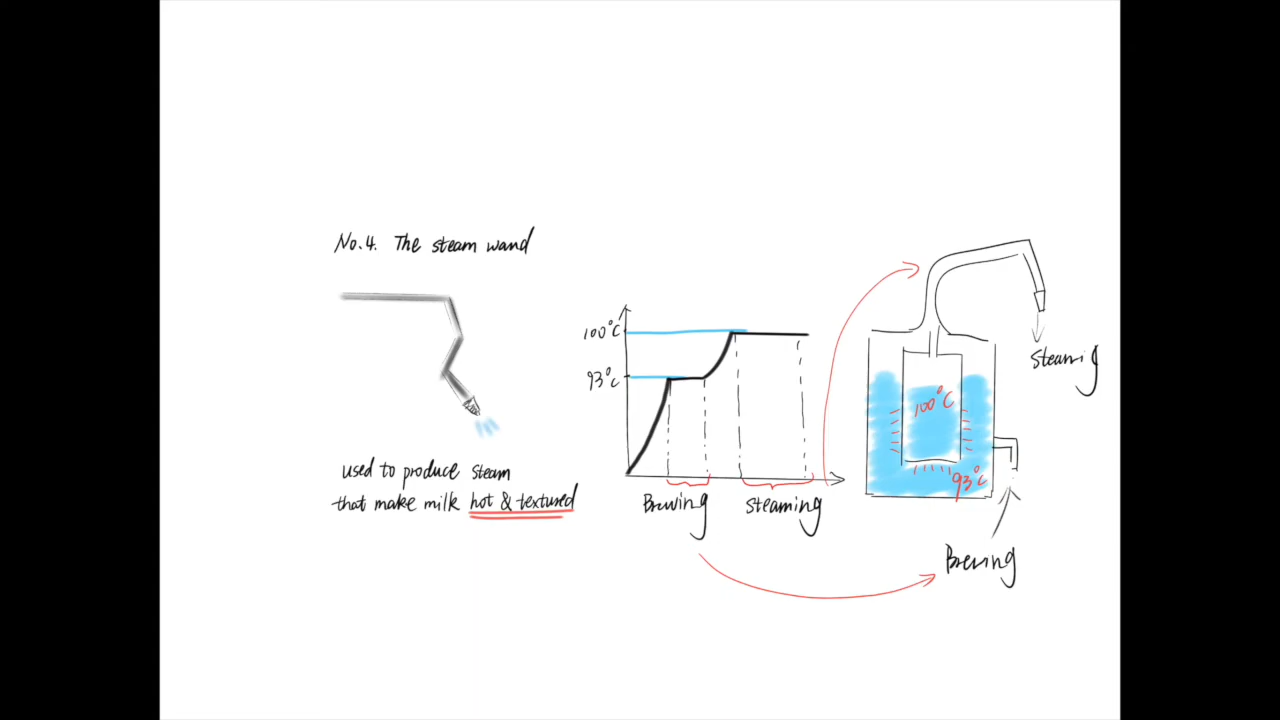 No.4. The steam wand
used to produce steam
that make milk hot & textured
100°C
93°C
Brewing
Steaming
100°C
93°C
Steaming
Brewing